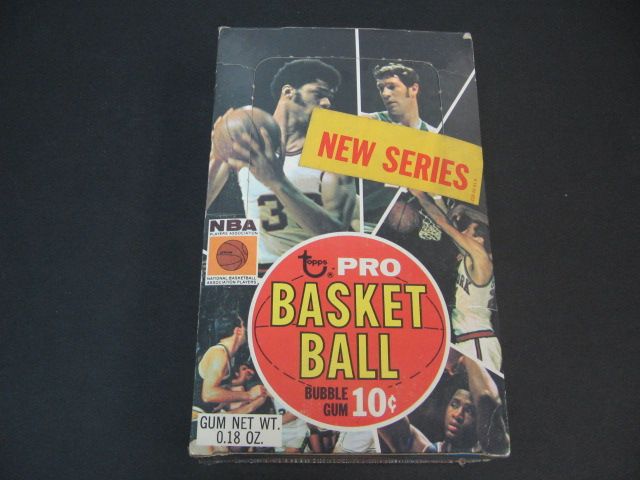 NEW SERIES
NBA
PLAYERS ASSOCIATION
NATIONAL BASKETBALL
ASSOCIATION PLAYERS
topps
PRO
BASKET
BALL
BUBBLE
GUM 10¢
GUM NET WT.
0.18 OZ.